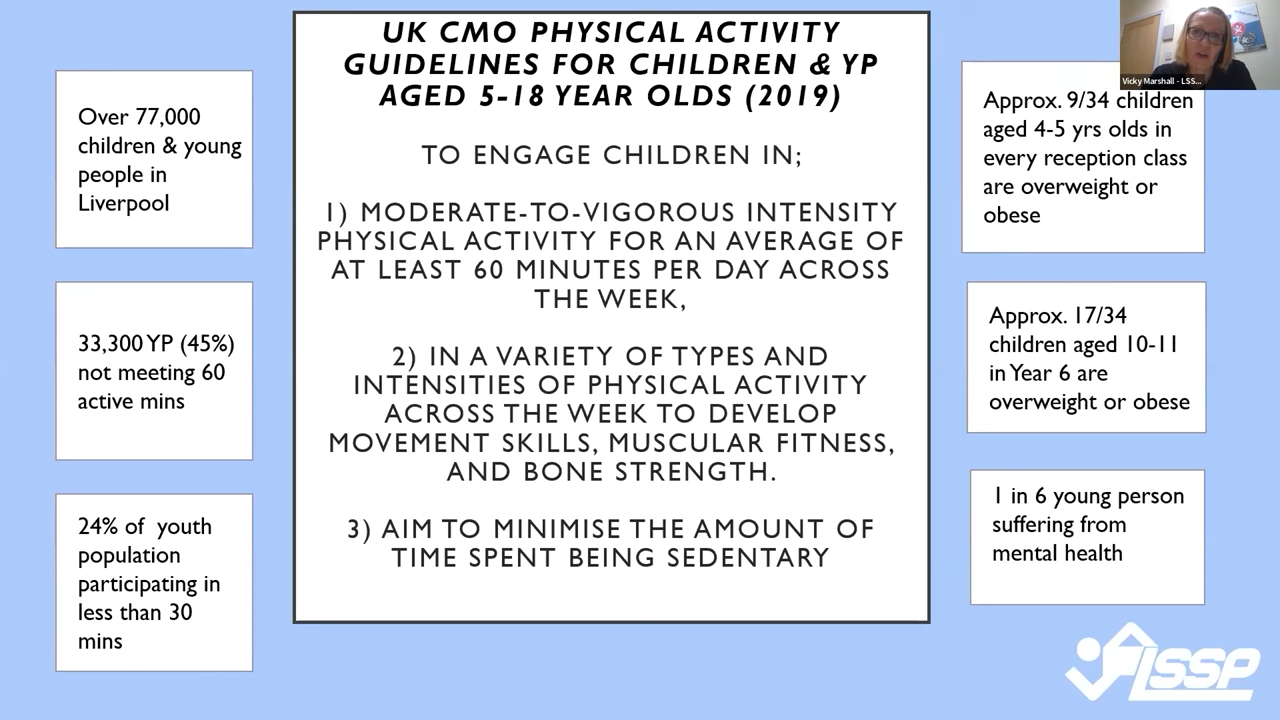 UK CMO PHYSICAL ACTIVITY
GUIDELINES FOR CHILDREN & YP
AGED 5-18 YEAR OLDS (2019)
TO ENGAGE CHILDREN IN;
1) MODERATE-TO-VIGOROUS INTENSITY
PHYSICAL ACTIVITY FOR AN AVERAGE OF
AT LEAST 60 MINUTES PER DAY ACROSS
THE WEEK,
2) IN A VARIETY OF TYPES AND
INTENSITIES OF PHYSICAL ACTIVITY
ACROSS THE WEEK TO DEVELOP
MOVEMENT SKILLS, MUSCULAR FITNESS,
AND BONE STRENGTH.
3) AIM TO MINIMISE THE AMOUNT OF
TIME SPENT BEING SEDENTARY
Over 77,000
children & young
people in
Liverpool
33,300 YP (45%)
not meeting 60
active mins
24% of youth
population
participating in
less than 30
mins
Vicky Marshall - LSS...
Approx. 9/34 children
aged 4-5 yrs olds in
every reception class
are overweight or
obese
Approx. 17/34
children aged 10-11
in Year 6 are
overweight or obese
1 in 6 young person
suffering from
mental health
LSSP